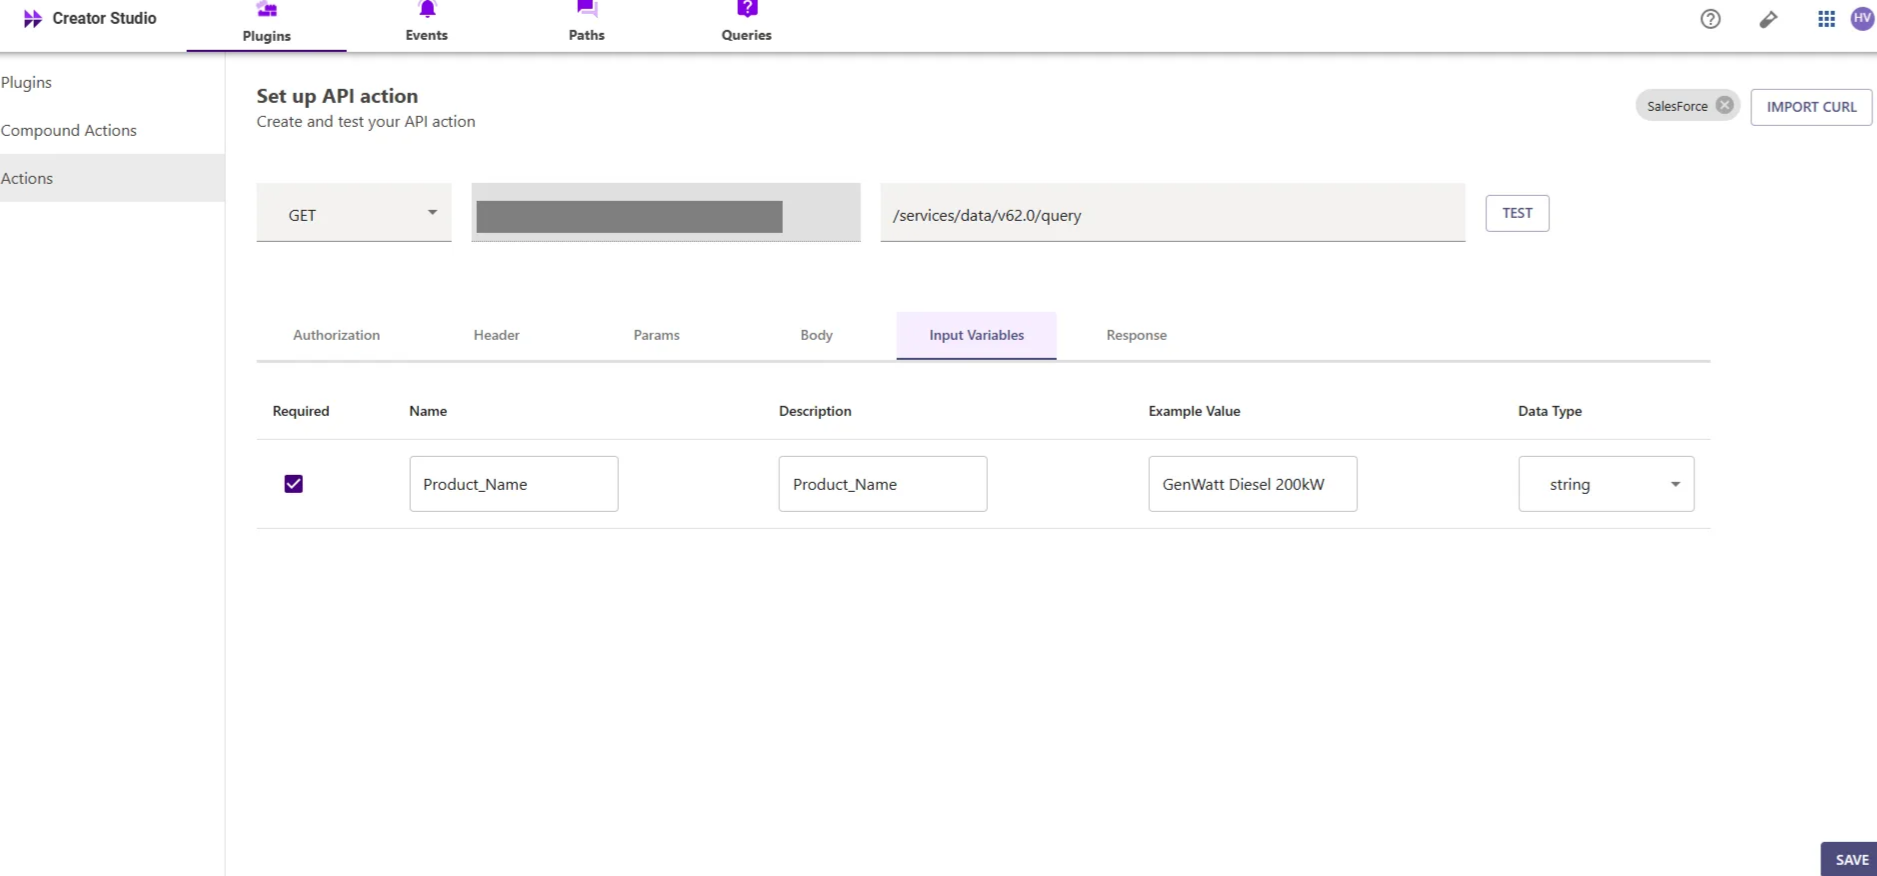 Creator Studio
Plugins
Events
Paths
Queries
?
HV
Plugins
Compound Actions
Actions
Set up API action
Create and test your API action
SalesForce
IMPORT CURL
GET
/services/data/v62.0/query
TEST
Authorization
Header
Params
Body
Input Variables
Response
Required
Name
Description
Example Value
Data Type
Product_Name
Product_Name
GenWatt Diesel 200kW
string
SAVE